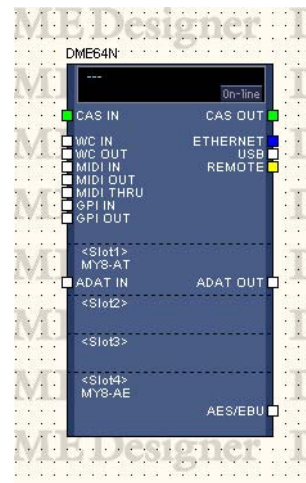 ME Designer
DME64N
---
On-line
CAS IN CAS OUT
WC IN ETHERNET
WC OUT USB
MIDI IN REMOTE
MIDI OUT
MIDI THRU
GPI IN
GPI OUT
<Slot1>
MY8-AT
ADAT IN ADAT OUT
<Slot2>
<Slot3>
<Slot4>
MY8-AE
AES/EBU
ME Designer